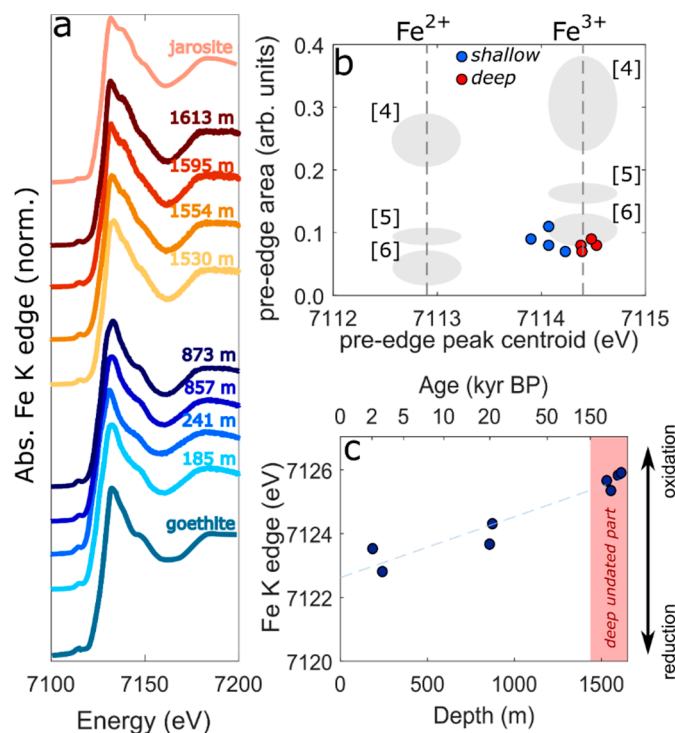 a
jarosite
1613 m
1595 m
1554 m
1530 m
873 m
857 m
241 m
185 m
goethite
Abs. Fe K edge (norm.)
7100 7150 7200
Energy (eV)
Fe2+ Fe3+
b
shallow
deep
[4] [4]
[5] [5]
[6] [6]
pre-edge area (arb. units)
0.4
0.3
0.2
0.1
0.0
7112 7113 7114 7115
pre-edge peak centroid (eV)
Age (kyr BP)
0 2 5 10 20 50 150
c
Fe K edge (eV)
7126
7124
7122
7120
deep undated part
oxidation
reduction
0 500 1000 1500
Depth (m)